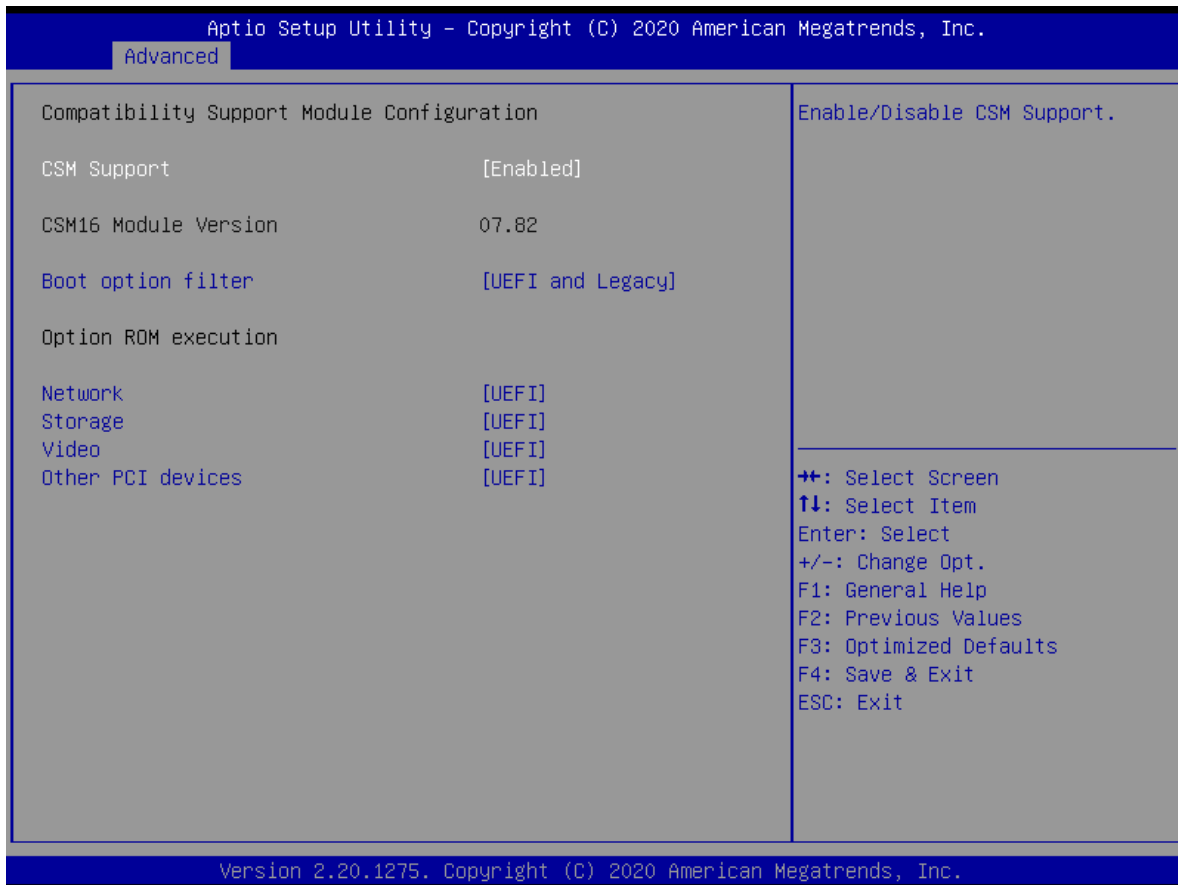 Aptio Setup Utility – Copyright (C) 2020 American Megatrends, Inc.
Advanced
Compatibility Support Module Configuration
CSM Support [Enabled]
CSM16 Module Version 07.82
Boot option filter [UEFI and Legacy]
Option ROM execution
Network [UEFI]
Storage [UEFI]
Video [UEFI]
Other PCI devices [UEFI]
Enable/Disable CSM Support.
→←: Select Screen
↑↓: Select Item
Enter: Select
+/-: Change Opt.
F1: General Help
F2: Previous Values
F3: Optimized Defaults
F4: Save & Exit
ESC: Exit
Version 2.20.1275. Copyright (C) 2020 American Megatrends, Inc.